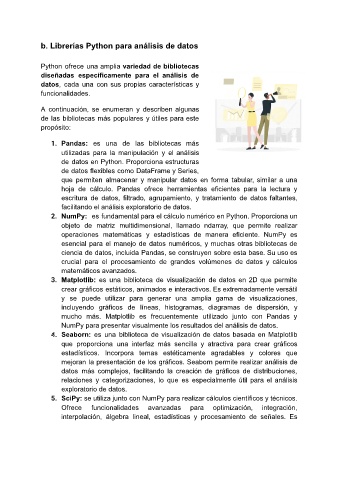 b. Librerías Python para análisis de datos
Python ofrece una amplia variedad de bibliotecas
diseñadas específicamente para el análisis de
datos, cada una con sus propias características y
funcionalidades.
A continuación, se enumeran y describen algunas
de las bibliotecas más populares y útiles para este
propósito:
1. Pandas: es una de las bibliotecas más
utilizadas para la manipulación y el análisis
de datos en Python. Proporciona estructuras
de datos flexibles como DataFrame y Series,
que permiten almacenar y manipular datos en forma tabular, similar a una
hoja de cálculo. Pandas ofrece herramientas eficientes para la lectura y
escritura de datos, filtrado, agrupamiento, y tratamiento de datos faltantes,
facilitando el análisis exploratorio de datos.
2. NumPy: es fundamental para el cálculo numérico en Python. Proporciona un
objeto de matriz multidimensional, llamado ndarray, que permite realizar
operaciones matemáticas y estadísticas de manera eficiente. NumPy es
esencial para el manejo de datos numéricos, y muchas otras bibliotecas de
ciencia de datos, incluida Pandas, se construyen sobre esta base. Su uso es
crucial para el procesamiento de grandes volúmenes de datos y cálculos
matemáticos avanzados.
3. Matplotlib: es una biblioteca de visualización de datos en 2D que permite
crear gráficos estáticos, animados e interactivos. Es extremadamente versátil
y se puede utilizar para generar una amplia gama de visualizaciones,
incluyendo gráficos de líneas, histogramas, diagramas de dispersión, y
mucho más. Matplotlib es frecuentemente utilizado junto con Pandas y
NumPy para presentar visualmente los resultados del análisis de datos.
4. Seaborn: es una biblioteca de visualización de datos basada en Matplotlib
que proporciona una interfaz más sencilla y atractiva para crear gráficos
estadísticos. Incorpora temas estéticamente agradables y colores que
mejoran la presentación de los gráficos. Seaborn permite realizar análisis de
datos más complejos, facilitando la creación de gráficos de distribuciones,
relaciones y categorizaciones, lo que es especialmente útil para el análisis
exploratorio de datos.
5. SciPy: se utiliza junto con NumPy para realizar cálculos científicos y técnicos.
Ofrece funcionalidades avanzadas para optimización, integración,
interpolación, álgebra lineal, estadísticas y procesamiento de señales. Es